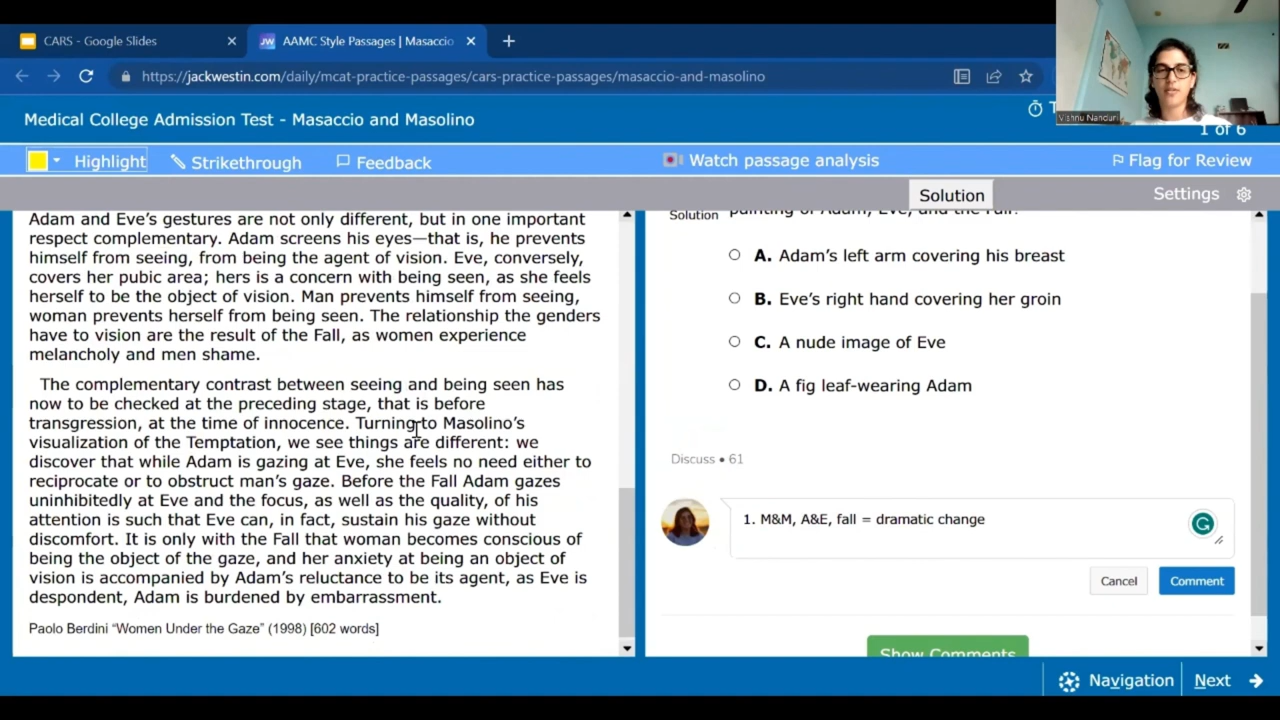 CARS - Google Slides
JW AAMC Style Passages | Masaccio
https://jackwestin.com/daily/mcat-practice-passages/cars-practice-passages/masaccio-and-masolino
Vishnu Nanduri
Medical College Admission Test - Masaccio and Masolino
1 of 6
Highlight Strikethrough Feedback Watch passage analysis Flag for Review
Solution Settings
Adam and Eve’s gestures are not only different, but in one important
respect complementary. Adam screens his eyes—that is, he prevents
himself from seeing, from being the agent of vision. Eve, conversely,
covers her pubic area; hers is a concern with being seen, as she feels
herself to be the object of vision. Man prevents himself from seeing,
woman prevents herself from being seen. The relationship the genders
have to vision are the result of the Fall, as women experience
melancholy and men shame.
The complementary contrast between seeing and being seen has
now to be checked at the preceding stage, that is before
transgression, at the time of innocence. Turning to Masolino’s
visualization of the Temptation, we see things are different: we
discover that while Adam is gazing at Eve, she feels no need either to
reciprocate or to obstruct man’s gaze. Before the Fall Adam gazes
uninhibitedly at Eve and the focus, as well as the quality, of his
attention is such that Eve can, in fact, sustain his gaze without
discomfort. It is only with the Fall that woman becomes conscious of
being the object of the gaze, and her anxiety at being an object of
vision is accompanied by Adam’s reluctance to be its agent, as Eve is
despondent, Adam is burdened by embarrassment.
Paolo Berdini “Women Under the Gaze” (1998) [602 words]
Solution painting of Adam, Eve, and the Fall?
A. Adam’s left arm covering his breast
B. Eve’s right hand covering her groin
C. A nude image of Eve
D. A fig leaf-wearing Adam
Discuss • 61
1. M&M, A&E, fall = dramatic change
Cancel Comment
Show Comments
Navigation Next